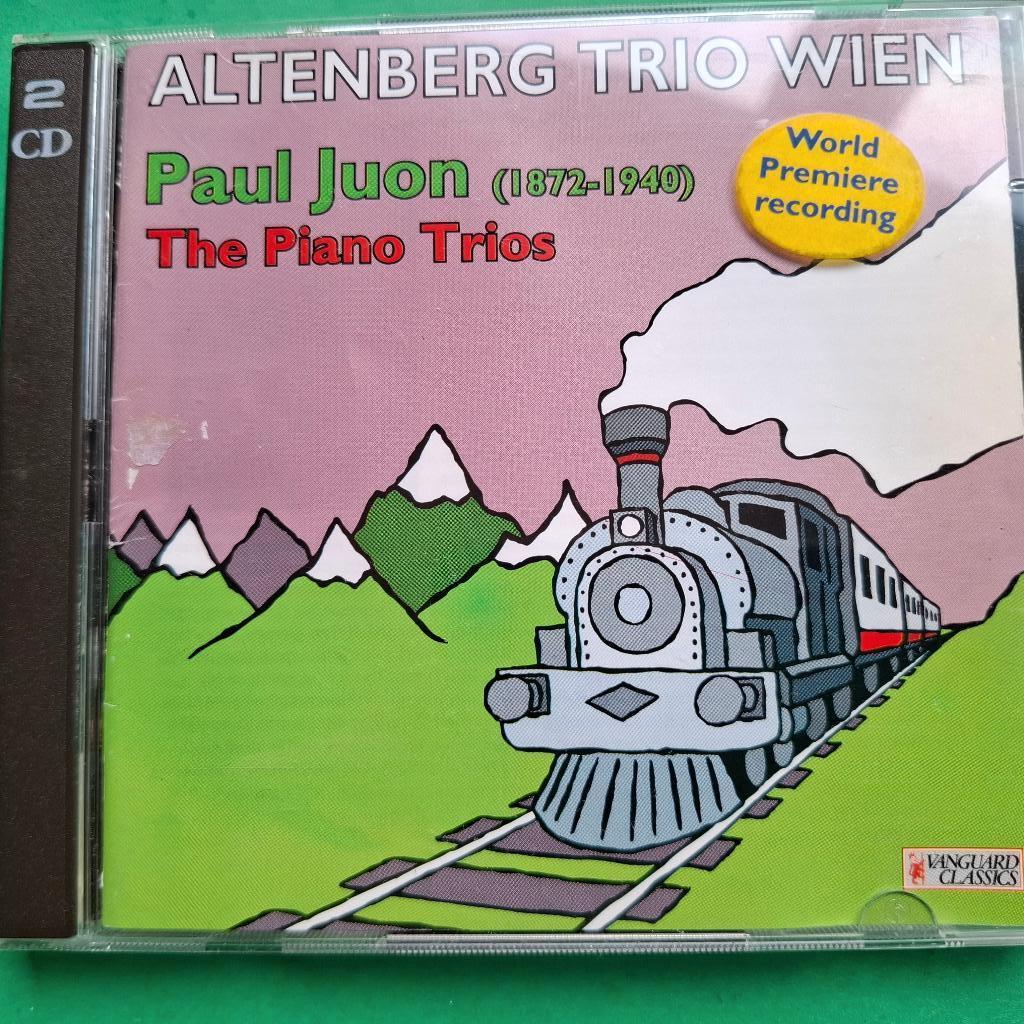 2
CD
ALTENBERG TRIO WIEN
Paul Juon (1872-1940)
The Piano Trios
World
Premiere
recording
VANGUARD
CLASSICS